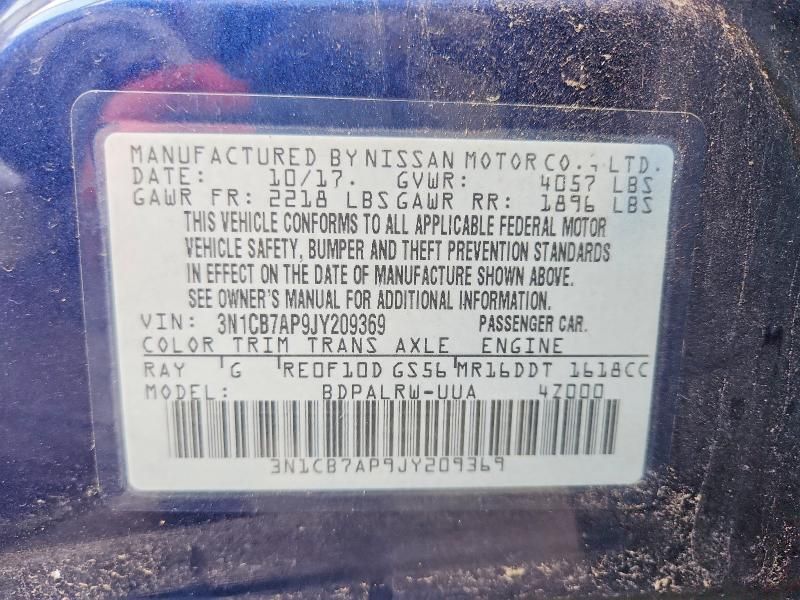 MANUFACTURED BY NISSAN MOTOR CO., LTD.
DATE: 10/17. GVWR: 4057 LBS
GAWR FR: 2218 LBS GAWR RR: 1896 LBS
THIS VEHICLE CONFORMS TO ALL APPLICABLE FEDERAL MOTOR
VEHICLE SAFETY, BUMPER AND THEFT PREVENTION STANDARDS
IN EFFECT ON THE DATE OF MANUFACTURE SHOWN ABOVE.
SEE OWNER'S MANUAL FOR ADDITIONAL INFORMATION.
VIN: 3N1CB7AP9JY209369 PASSENGER CAR.
COLOR TRIM TRANS AXLE ENGINE
RAY G RE0F10D GS56 MR16DDT 1618CC
MODEL: BDPALRW-UUA 4Z000
3N1CB7AP9JY209369